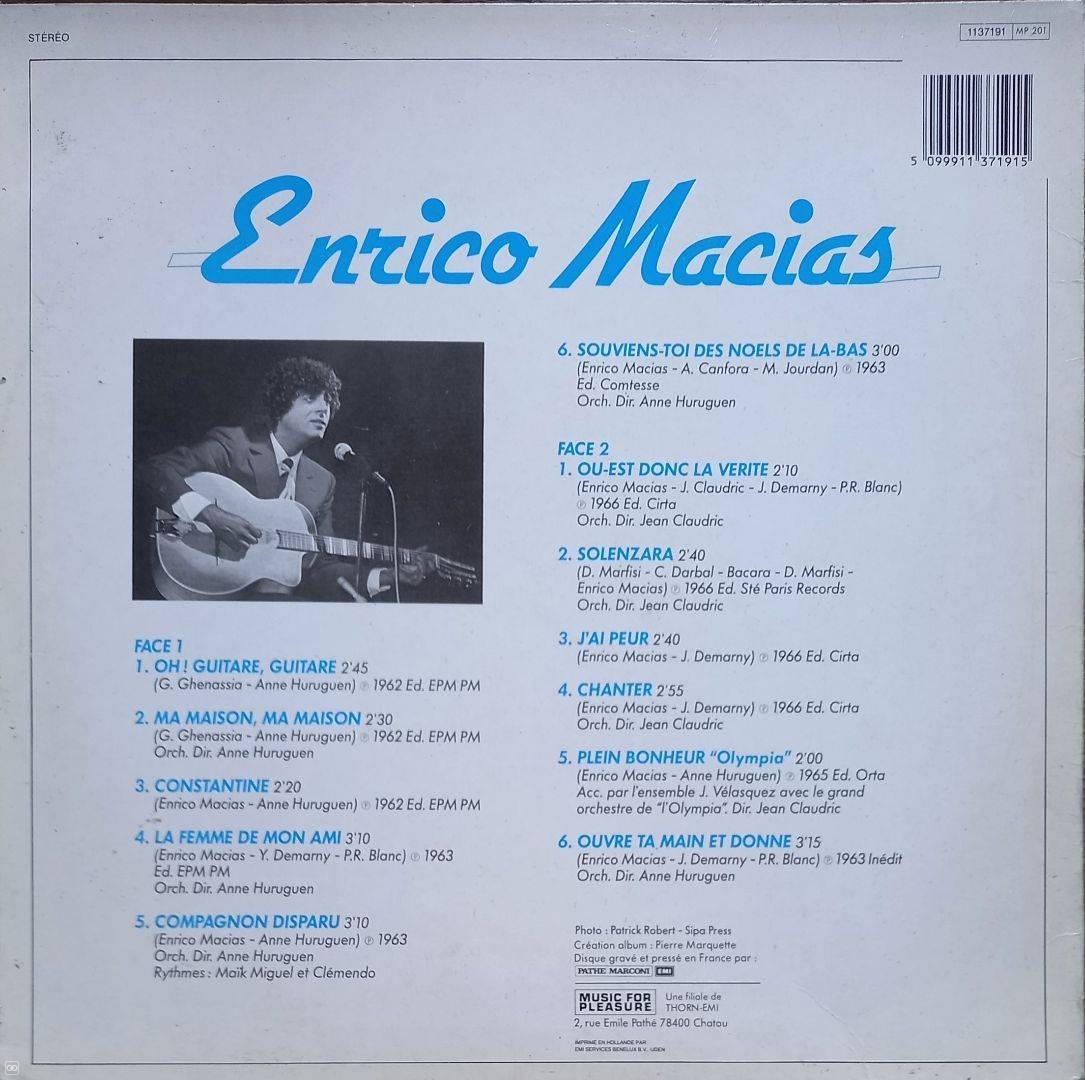 STÉRÉO
1137191 MP 201
5 099911 371915
Enrico Macias
FACE 1
1. OH! GUITARE, GUITARE 2'45
(G. Ghenassia - Anne Huruguen) ℗ 1962 Ed. EPM PM
2. MA MAISON, MA MAISON 2'30
(G. Ghenassia - Anne Huruguen) ℗ 1962 Ed. EPM PM
Orch. Dir. Anne Huruguen
3. CONSTANTINE 2'20
(Enrico Macias - Anne Huruguen) ℗ 1962 Ed. EPM PM
4. LA FEMME DE MON AMI 3'10
(Enrico Macias - Y. Demarny - P.R. Blanc) ℗ 1963
Ed. EPM PM
Orch. Dir. Anne Huruguen
5. COMPAGNON DISPARU 3'10
(Enrico Macias - Anne Huruguen) ℗ 1963
Orch. Dir. Anne Huruguen
Rythmes : Maïk Miguel et Clémendo
6. SOUVIENS-TOI DES NOELS DE LA-BAS 3'00
(Enrico Macias - A. Canfora - M. Jourdan) ℗ 1963
Ed. Comtesse
Orch. Dir. Anne Huruguen
FACE 2
1. OU-EST DONC LA VERITE 2'10
(Enrico Macias - J. Claudric - J. Demarny - P.R. Blanc)
℗ 1966 Ed. Cirta
Orch. Dir. Jean Claudric
2. SOLENZARA 2'40
(D. Marfisi - C. Darbal - Bacara - D. Marfisi -
Enrico Macias) ℗ 1966 Ed. Sté Paris Records
Orch. Dir. Jean Claudric
3. J'AI PEUR 2'40
(Enrico Macias - J. Demarny) ℗ 1966 Ed. Cirta
4. CHANTER 2'55
(Enrico Macias - J. Demarny) ℗ 1966 Ed. Cirta
Orch. Dir. Jean Claudric
5. PLEIN BONHEUR "Olympia" 2'00
(Enrico Macias - Anne Huruguen) ℗ 1965 Ed. Orta
Acc. par l'ensemble J. Vélasquez avec le grand
orchestre de "l'Olympia". Dir. Jean Claudric
6. OUVRE TA MAIN ET DONNE 3'15
(Enrico Macias - J. Demarny - P.R. Blanc) ℗ 1963 Inédit
Orch. Dir. Anne Huruguen
Photo : Patrick Robert - Sipa Press
Création album : Pierre Marquette
Disque gravé et pressé en France par :
PATHE MARCONI EMI
MUSIC FOR PLEASURE
Une filiale de
THORN-EMI
2, rue Emile Pathé 78400 Chatou
IMPRIMÉ EN HOLLANDE PAR
EMI SERVICES BENELUX B.V., UDEN